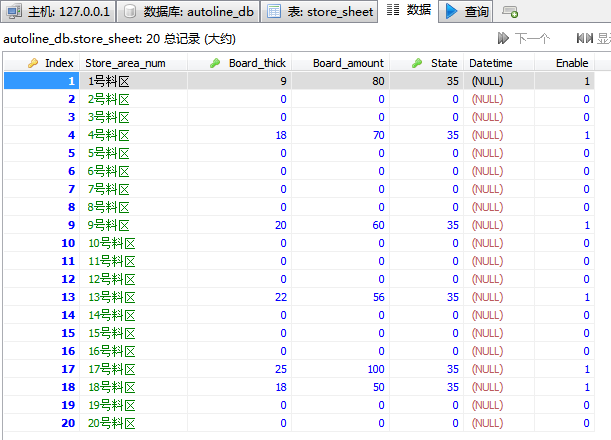 主机: 127.0.0.1 数据库: autoline_db 表: store_sheet 数据 查询
autoline_db.store_sheet: 20 总记录 (大约) 下一个 显
Index Store_area_num Board_thick Board_amount State Datetime Enable
1 1号料区 9 80 35 (NULL) 1
2 2号料区 0 0 0 (NULL) 0
3 3号料区 0 0 0 (NULL) 0
4 4号料区 18 70 35 (NULL) 1
5 5号料区 0 0 0 (NULL) 0
6 6号料区 0 0 0 (NULL) 0
7 7号料区 0 0 0 (NULL) 0
8 8号料区 0 0 0 (NULL) 0
9 9号料区 20 60 35 (NULL) 1
10 10号料区 0 0 0 (NULL) 0
11 11号料区 0 0 0 (NULL) 0
12 12号料区 0 0 0 (NULL) 0
13 13号料区 22 56 35 (NULL) 1
14 14号料区 0 0 0 (NULL) 0
15 15号料区 0 0 0 (NULL) 0
16 16号料区 0 0 0 (NULL) 0
17 17号料区 25 100 35 (NULL) 1
18 18号料区 18 50 35 (NULL) 1
19 19号料区 0 0 0 (NULL) 0
20 20号料区 0 0 0 (NULL) 0